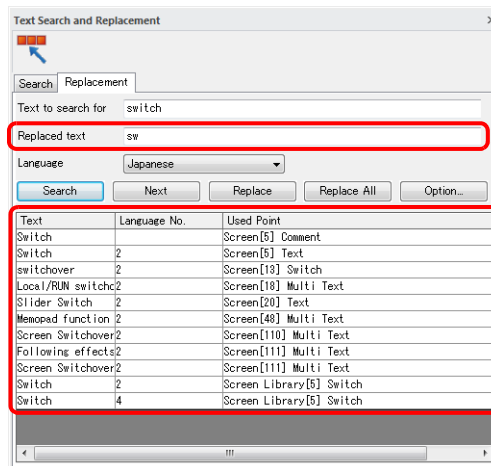 Text Search and Replacement
Search Replacement
Text to search for switch
Replaced text sw
Language Japanese
Search Next Replace Replace All Option...
Text Language No. Used Point
Switch Screen[5] Comment
Switch 2 Screen[5] Text
switchover 2 Screen[13] Switch
Local/RUN switchc 2 Screen[18] Multi Text
Slider Switch 2 Screen[20] Text
Memopad function 2 Screen[48] Multi Text
Screen Switchover 2 Screen[110] Multi Text
Following effects 2 Screen[111] Multi Text
Screen Switchover 2 Screen[111] Multi Text
Switch 2 Screen Library[5] Switch
Switch 4 Screen Library[5] Switch